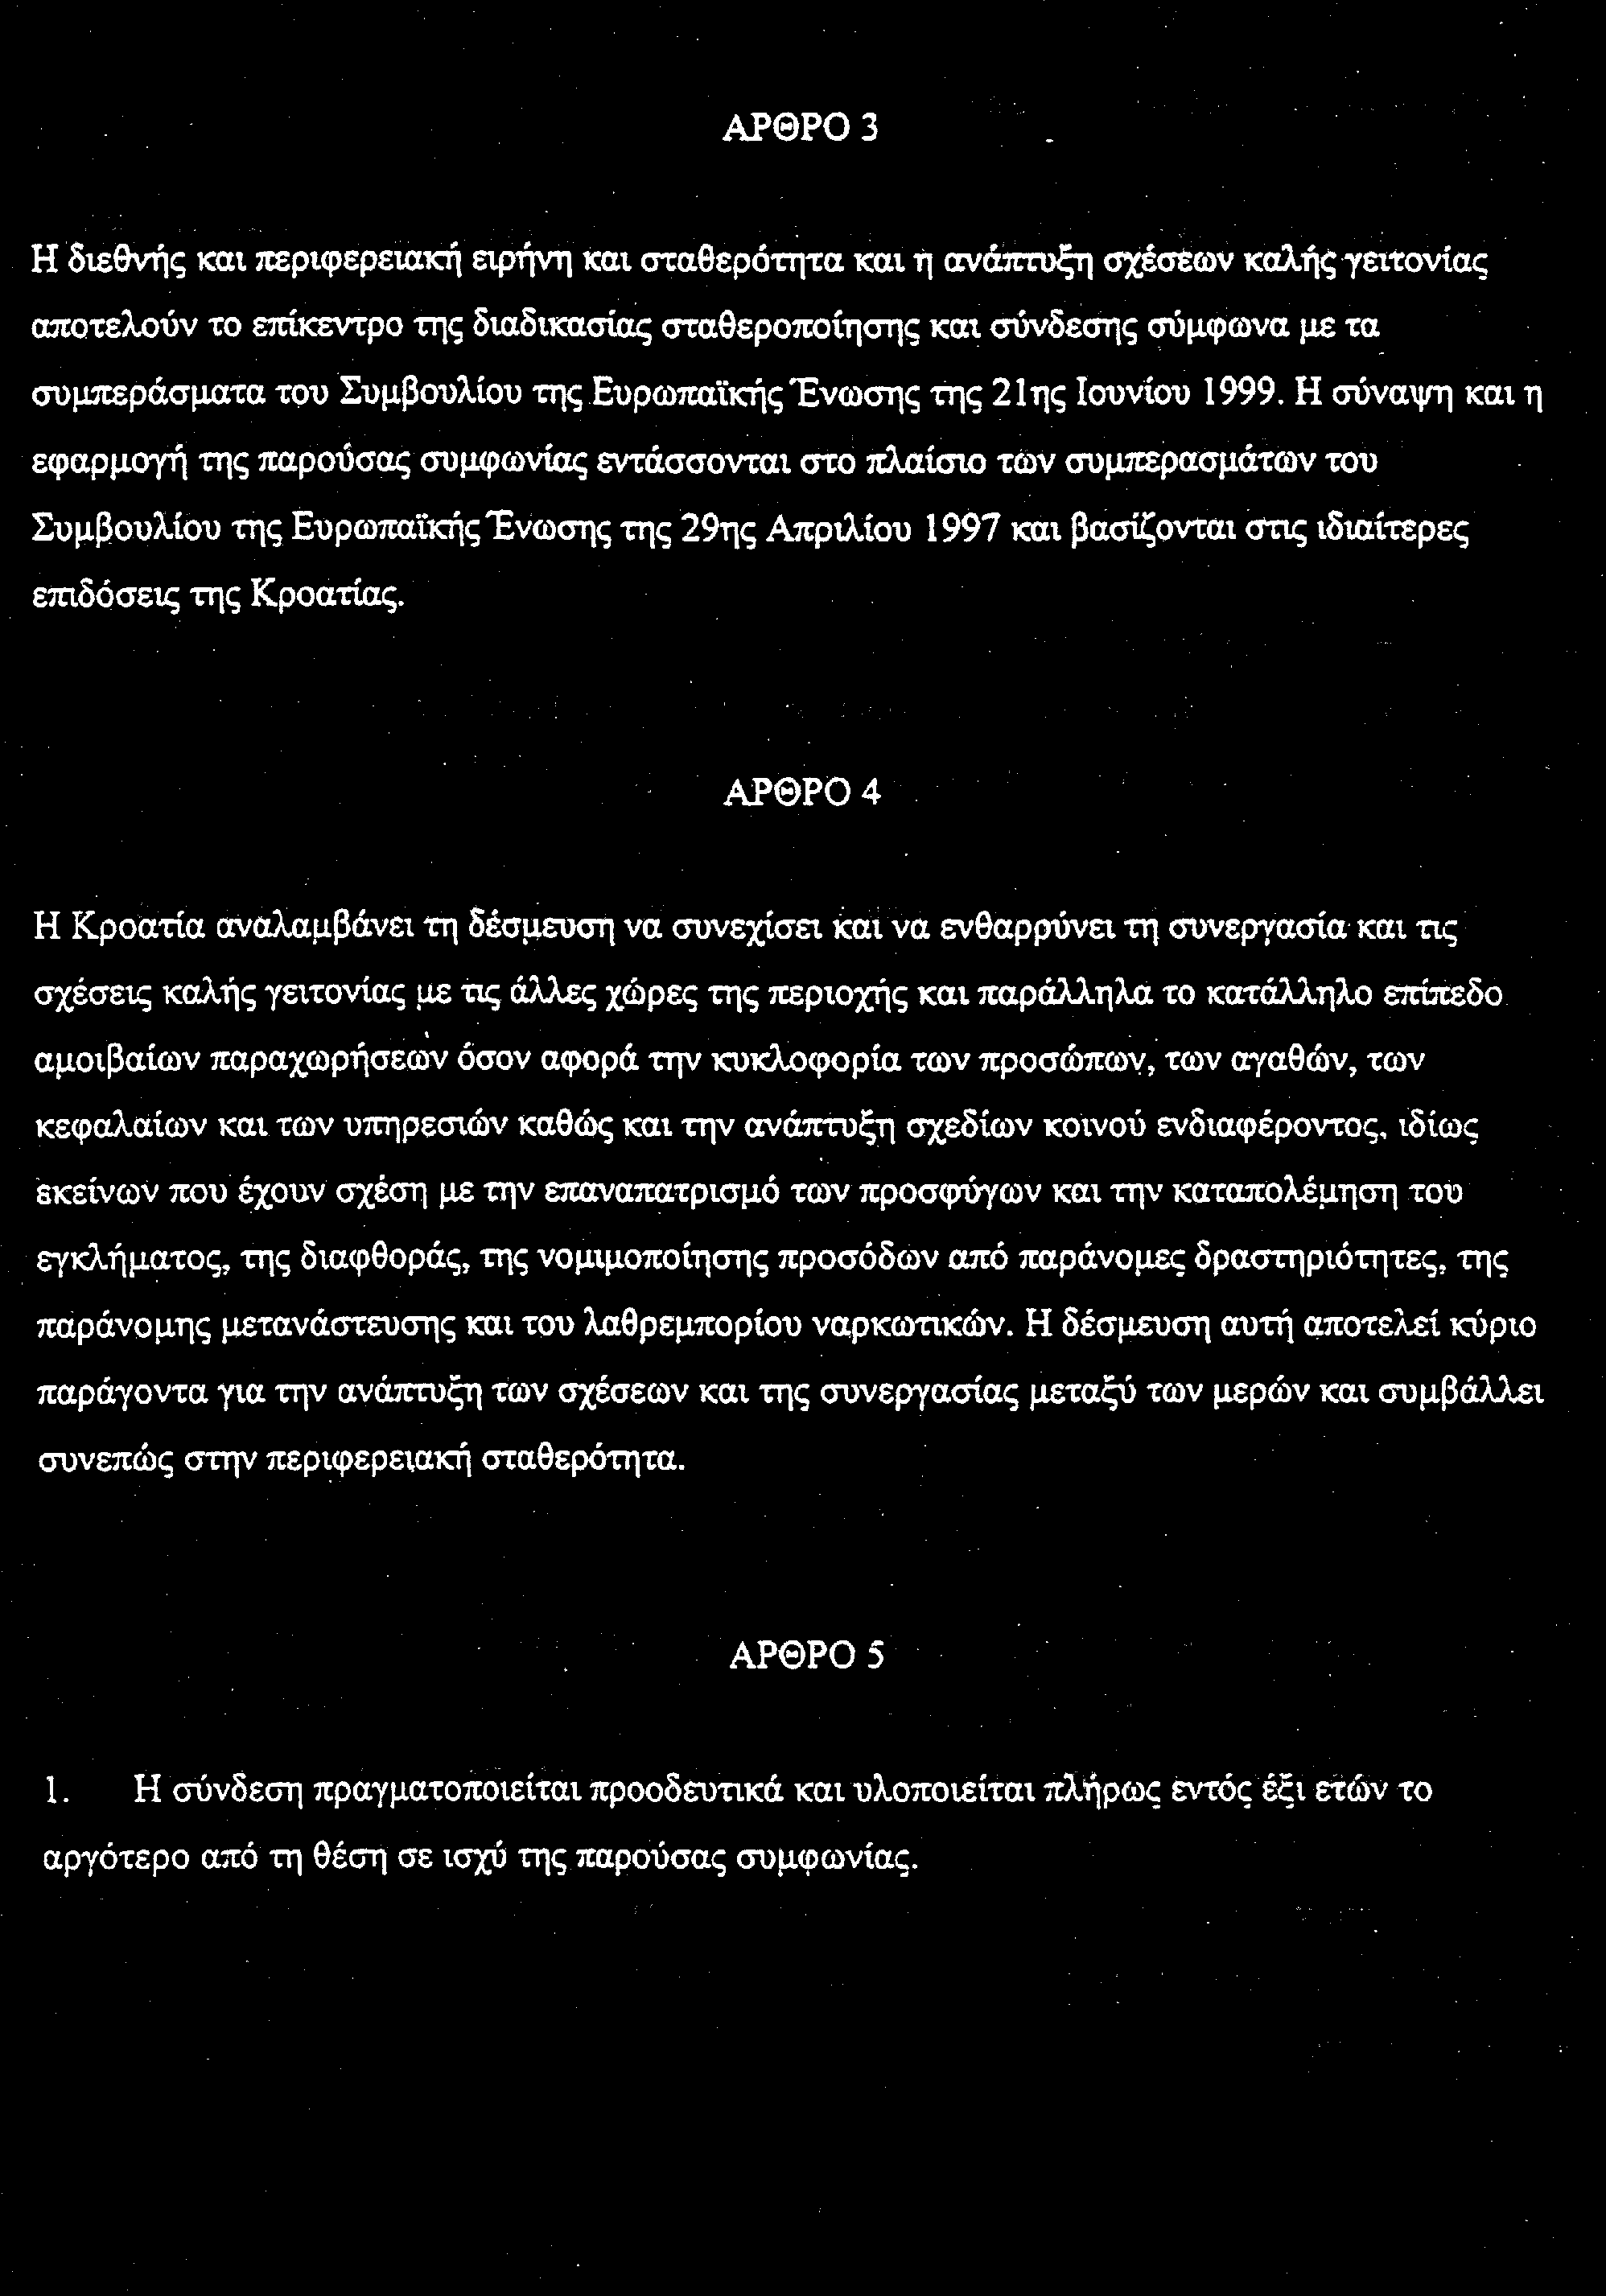 ΑΡΘΡΟ 3
Η διεθνής και περιφερειακή ειρήνη και σταθερότητα και η ανάπτυξη σχέσεων καλής γειτονίας
αποτελούν το επίκεντρο της διαδικασίας σταθεροποίησης και σύνδεσης σύμφωνα με τα
συμπεράσματα του Συμβουλίου της Ευρωπαϊκής Ένωσης της 21ης Ιουνίου 1999. Η σύναψη και η
εφαρμογή της παρούσας συμφωνίας εντάσσονται στο πλαίσιο των συμπερασμάτων του
Συμβουλίου της Ευρωπαϊκής Ένωσης της 29ης Απριλίου 1997 και βασίζονται στις ιδιαίτερες
επιδόσεις της Κροατίας.
ΑΡΘΡΟ 4
Η Κροατία αναλαμβάνει τη δέσμευση να συνεχίσει και να ενθαρρύνει τη συνεργασία και τις
σχέσεις καλής γειτονίας με τις άλλες χώρες της περιοχής και παράλληλα το κατάλληλο επίπεδο
αμοιβαίων παραχωρήσεων όσον αφορά την κυκλοφορία των προσώπων, των αγαθών, των
κεφαλαίων και των υπηρεσιών καθώς και την ανάπτυξη σχεδίων κοινού ενδιαφέροντος, ιδίως
εκείνων που έχουν σχέση με την επαναπατρισμό των προσφύγων και την καταπολέμηση του
εγκλήματος, της διαφθοράς, της νομιμοποίησης προσόδων από παράνομες δραστηριότητες, της
παράνομης μετανάστευσης και του λαθρεμπορίου ναρκωτικών. Η δέσμευση αυτή αποτελεί κύριο
παράγοντα για την ανάπτυξη των σχέσεων και της συνεργασίας μεταξύ των μερών και συμβάλλει
συνεπώς στην περιφερειακή σταθερότητα.
ΑΡΘΡΟ 5
1. Η σύνδεση πραγματοποιείται προοδευτικά και υλοποιείται πλήρως εντός έξι ετών το
αργότερο από τη θέση σε ισχύ της παρούσας συμφωνίας.